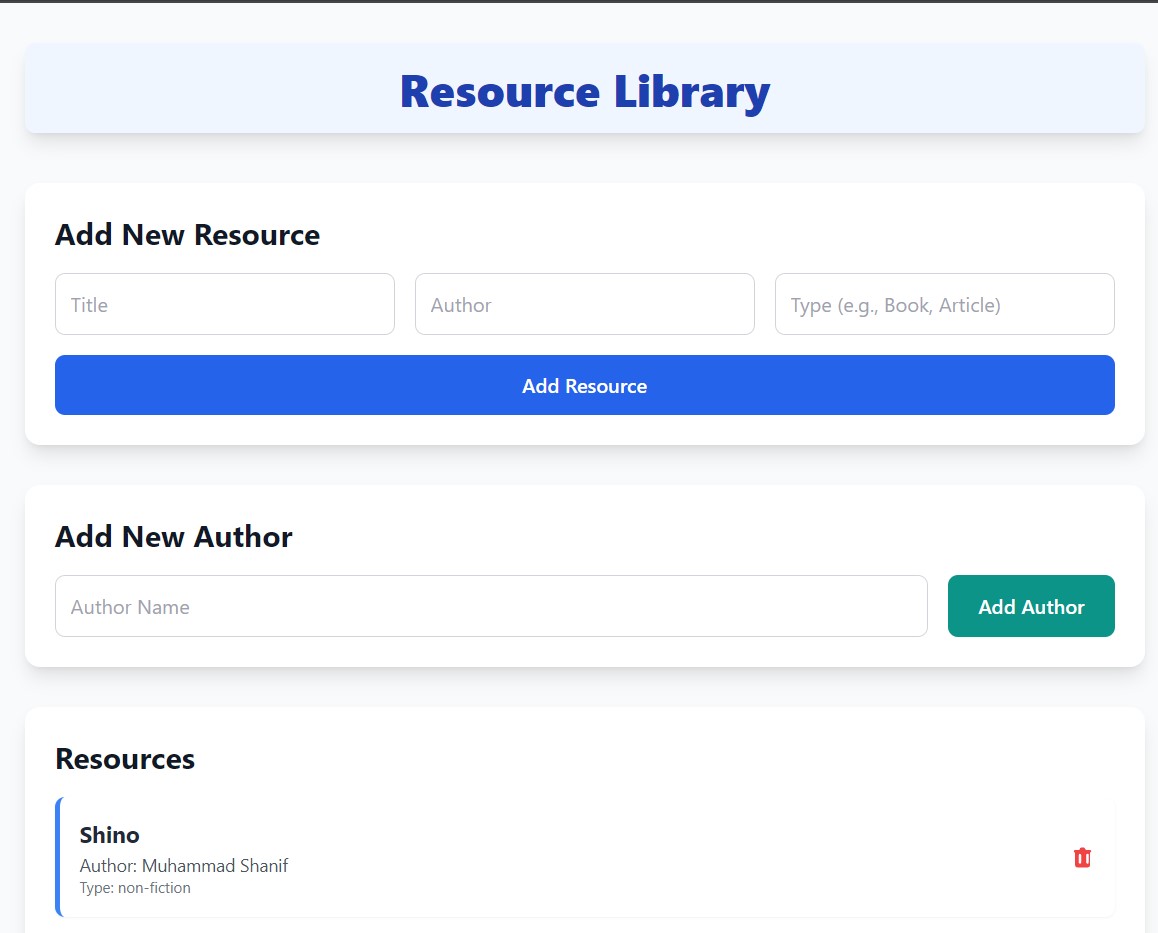 Resource Library
Add New Resource
Title
Author
Type (e.g., Book, Article)
Add Resource
Add New Author
Author Name
Add Author
Resources
Shino
Author: Muhammad Shanif
Type: non-fiction